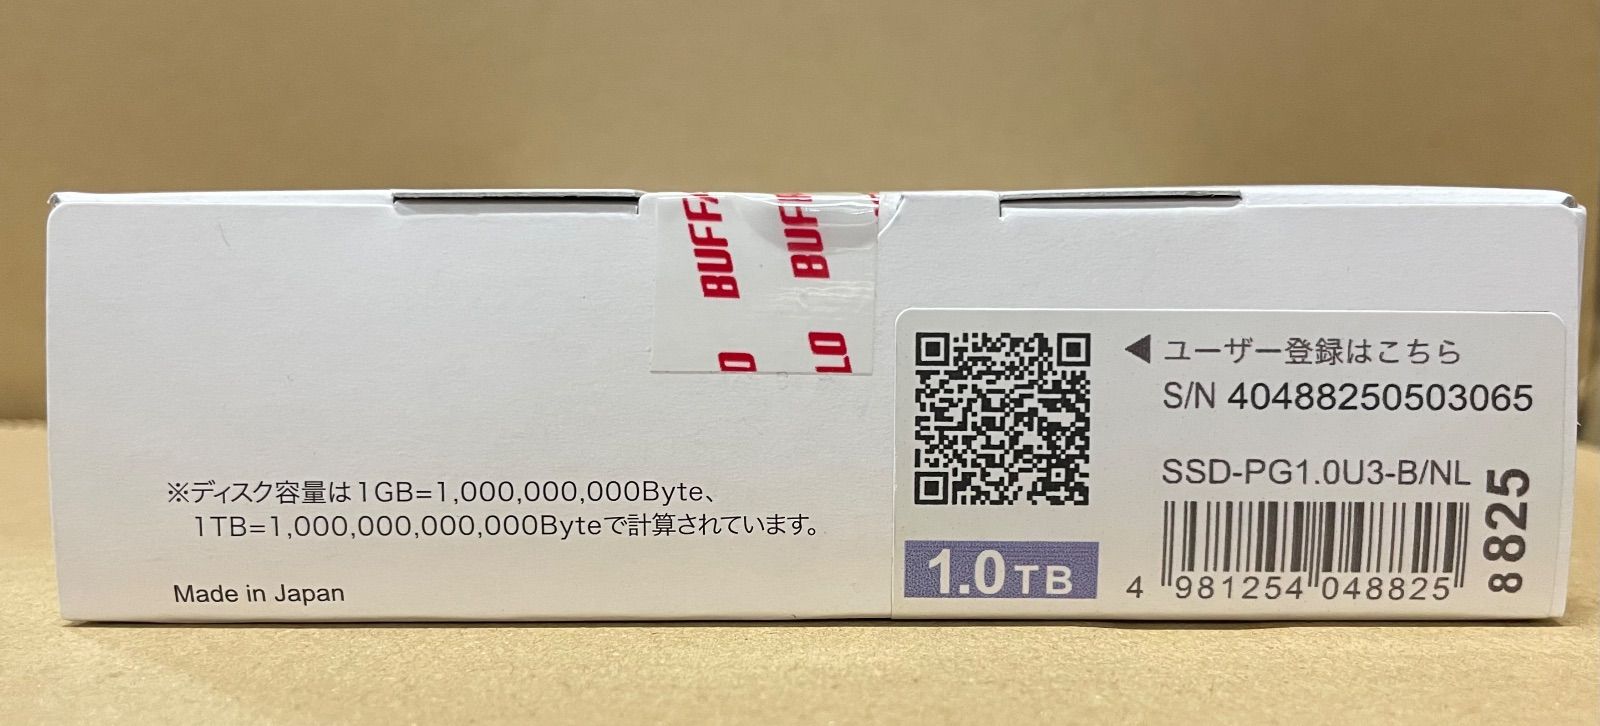 BUFFA
BUF
LO
LO
◀ユーザー登録はこちら
S/N 40488250503065
SSD-PG1.0U3-B/NL
8825
1.0TB
4 981254 048825
※ディスク容量は1GB=1,000,000,000Byte、
1TB=1,000,000,000,000Byteで計算されています。
Made in Japan